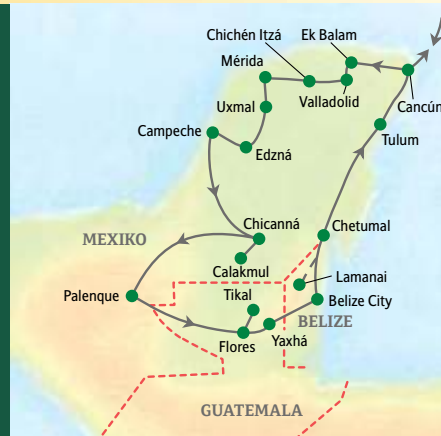 Chichén Itzá
Ek Balam
Mérida
Valladolid
Cancún
Uxmal
Campeche
Tulum
Edzná
Chicanná
Chetumal
MEXIKO
Calakmul
Lamanai
Palenque
Tikal
Belize City
BELIZE
Flores
Yaxhá
GUATEMALA